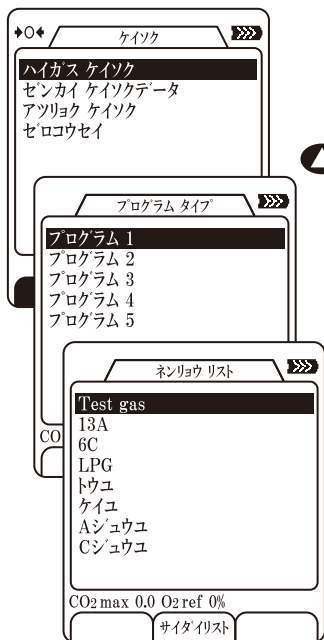 ケイソク
ハイガス ケイソク
ゼンカイ ケイソクデータ
アツリョク ケイソク
ゼロコウセイ
プログラム タイプ
プログラム 1
プログラム 2
プログラム 3
プログラム 4
プログラム 5
CO
ネンリョウ リスト
Test gas
13A
6C
LPG
トウユ
ケイユ
Aジュウユ
Cジュウユ
CO2 max 0.0 O2 ref 0%
サイダイリスト